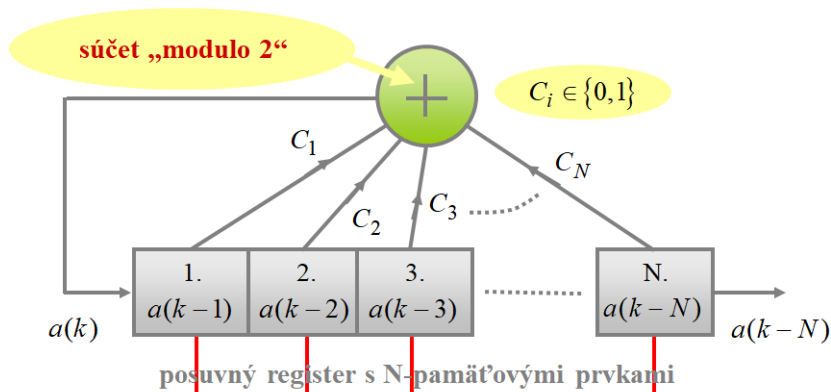 súčet „modulo 2“
+
C_i ∈ {0,1}
C_1
C_2
C_3
C_N
1.
a(k−1)
2.
a(k−2)
3.
a(k−3)
N.
a(k−N)
a(k)
a(k−N)
posuvný register s N-pamäťovými prvkami